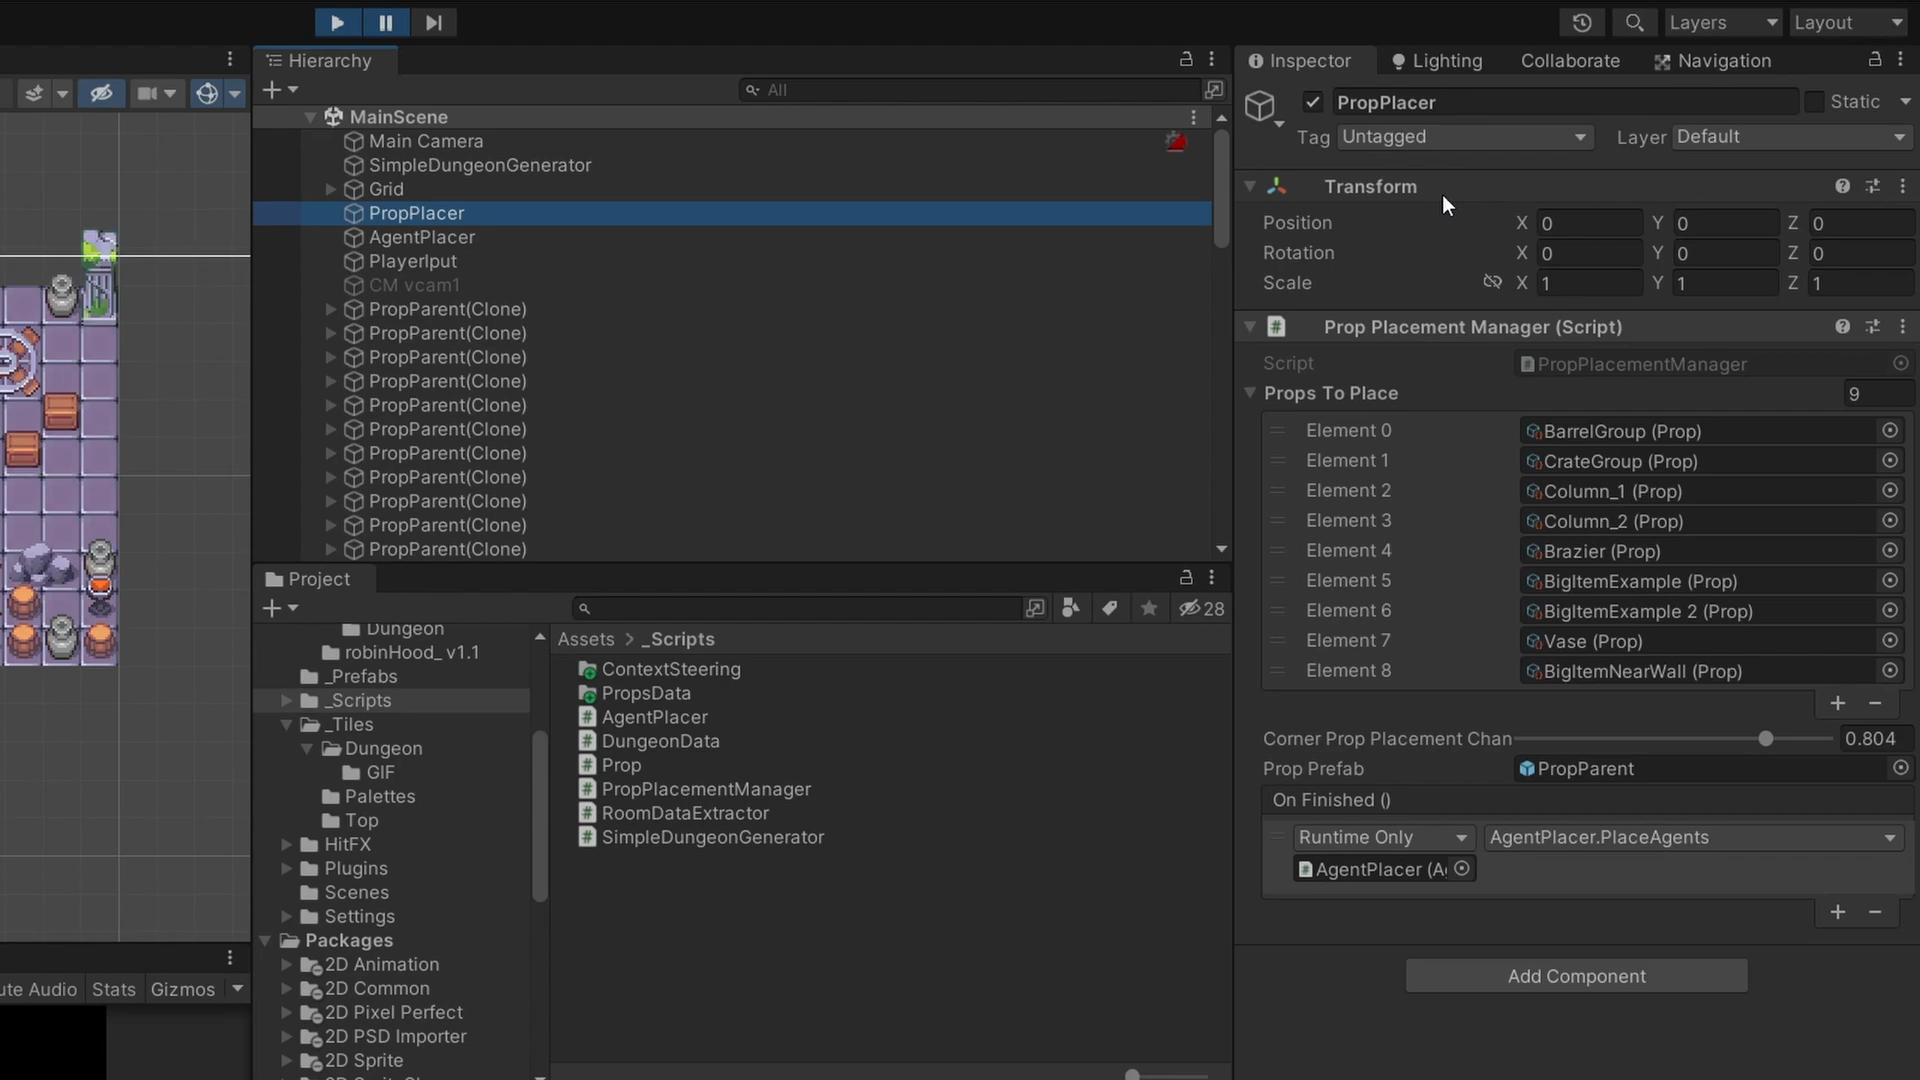 Layers
Layout
Hierarchy
All
MainScene
Main Camera
SimpleDungeonGenerator
Grid
PropPlacer
AgentPlacer
PlayerIput
CM vcam1
PropParent(Clone)
PropParent(Clone)
PropParent(Clone)
PropParent(Clone)
PropParent(Clone)
PropParent(Clone)
PropParent(Clone)
PropParent(Clone)
PropParent(Clone)
PropParent(Clone)
PropParent(Clone)
Project
28
Dungeon
robinHood_ v1.1
_Prefabs
_Scripts
_Tiles
Dungeon
GIF
Palettes
Top
HitFX
Plugins
Scenes
Settings
Packages
2D Animation
2D Common
2D Pixel Perfect
2D PSD Importer
2D Sprite
Assets > _Scripts
ContextSteering
PropsData
AgentPlacer
DungeonData
Prop
PropPlacementManager
RoomDataExtractor
SimpleDungeonGenerator
ute Audio Stats Gizmos
Inspector Lighting Collaborate Navigation
PropPlacer Static
Tag Untagged Layer Default
Transform
Position X 0 Y 0 Z 0
Rotation X 0 Y 0 Z 0
Scale X 1 Y 1 Z 1
Prop Placement Manager (Script)
Script PropPlacementManager
Props To Place 9
Element 0 BarrelGroup (Prop)
Element 1 CrateGroup (Prop)
Element 2 Column_1 (Prop)
Element 3 Column_2 (Prop)
Element 4 Brazier (Prop)
Element 5 BigItemExample (Prop)
Element 6 BigItemExample 2 (Prop)
Element 7 Vase (Prop)
Element 8 BigItemNearWall (Prop)
Corner Prop Placement Chan 0.804
Prop Prefab PropParent
On Finished ()
Runtime Only AgentPlacer.PlaceAgents
AgentPlacer (A
Add Component